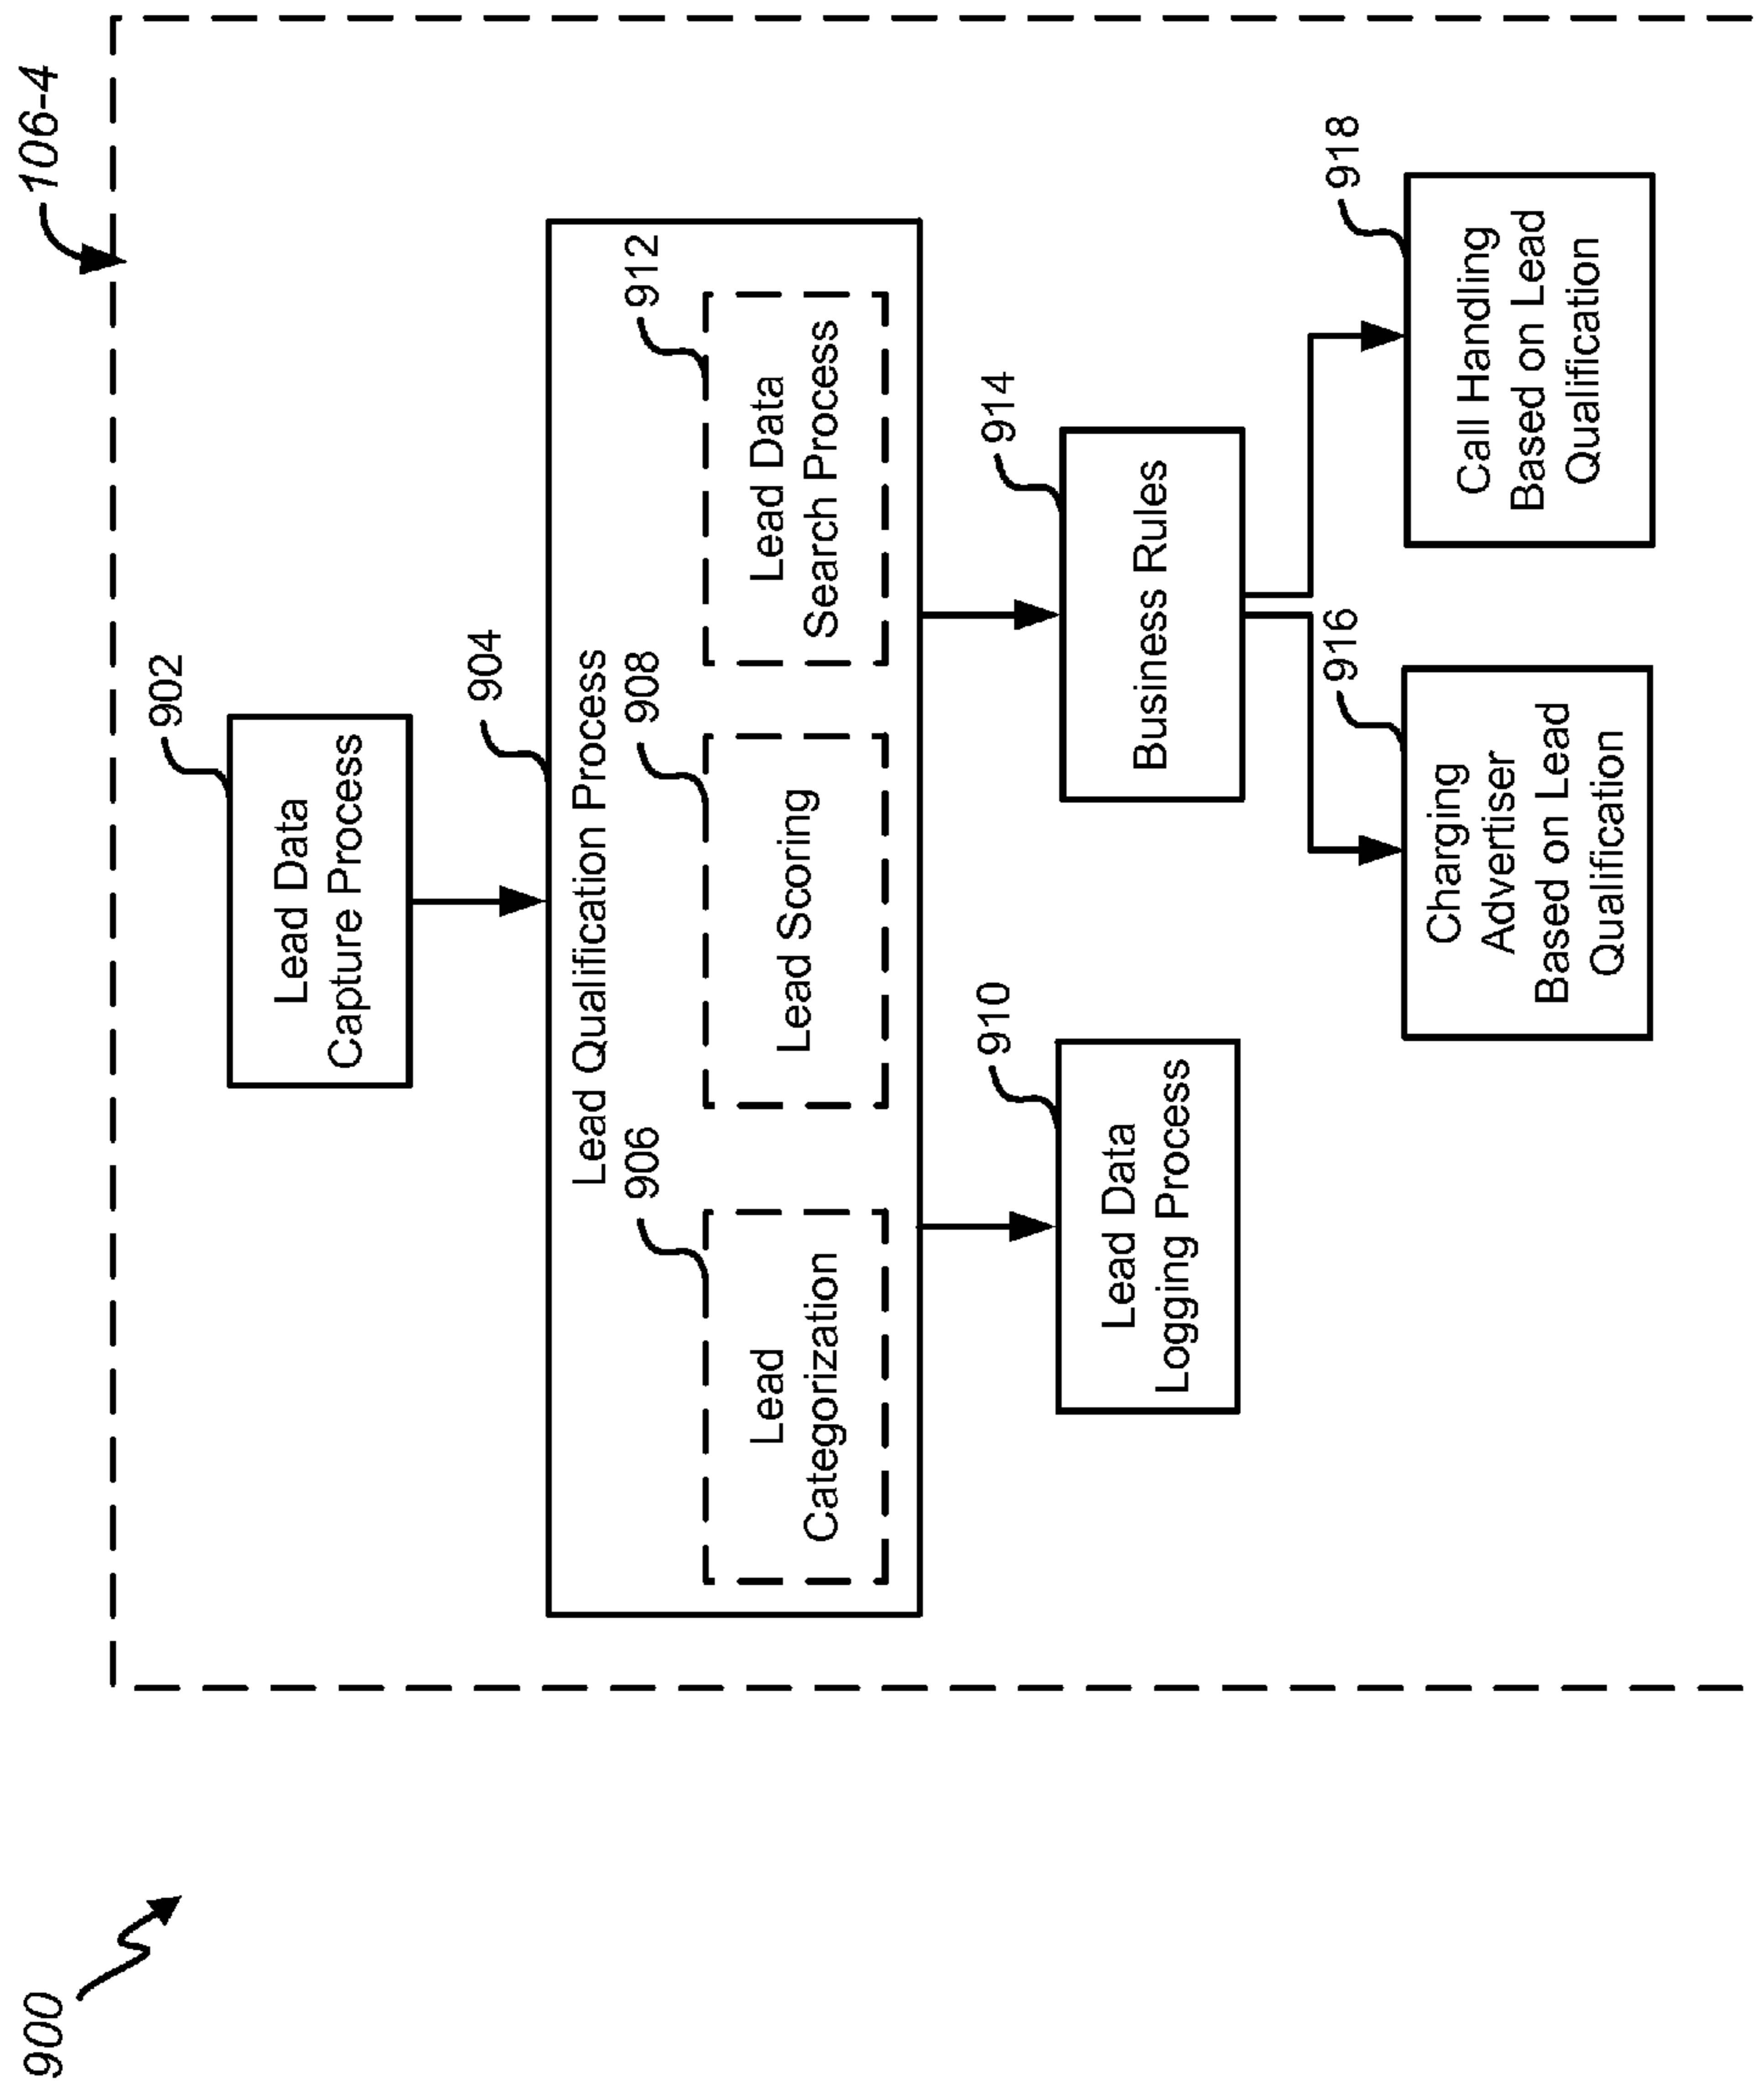 900
106-4
902
Lead Data
Capture Process
904
Lead Qualification Process
906
908
912
Lead
Categorization
Lead Scoring
Lead Data
Search Process
910
914
Lead Data
Logging Process
Business Rules
916
918
Charging
Advertiser
Based on Lead
Qualification
Call Handling
Based on Lead
Qualification